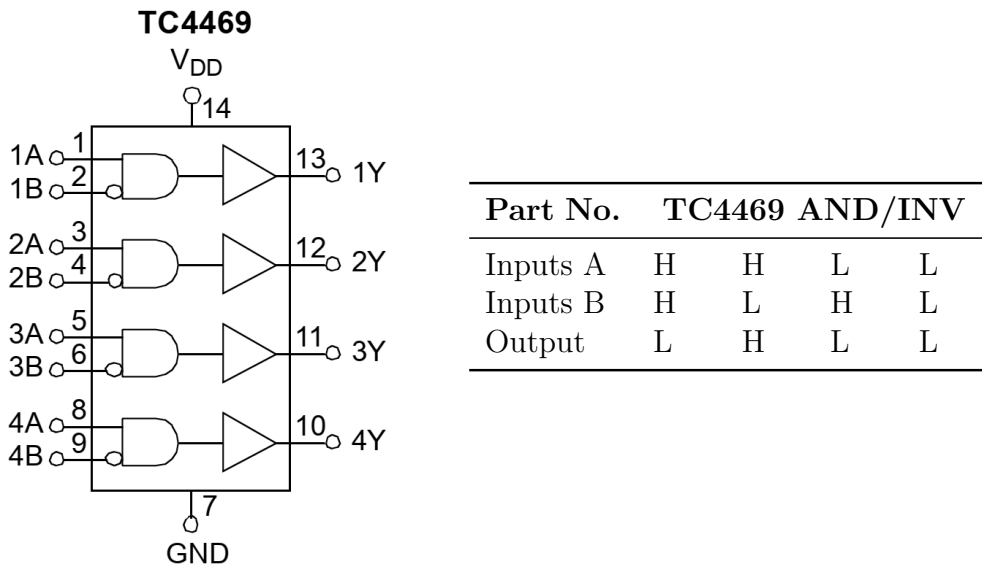 TC4469
VDD
14
1A 1 13 1Y
1B 2
2A 3 12 2Y
2B 4
3A 5 11 3Y
3B 6
4A 8 10 4Y
4B 9
7
GND
Part No. TC4469 AND/INV
Inputs A H H L L
Inputs B H L H L
Output L H L L